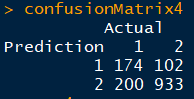 > confusionMatrix4
Actual
Prediction 1 2
1 174 102
2 200 933